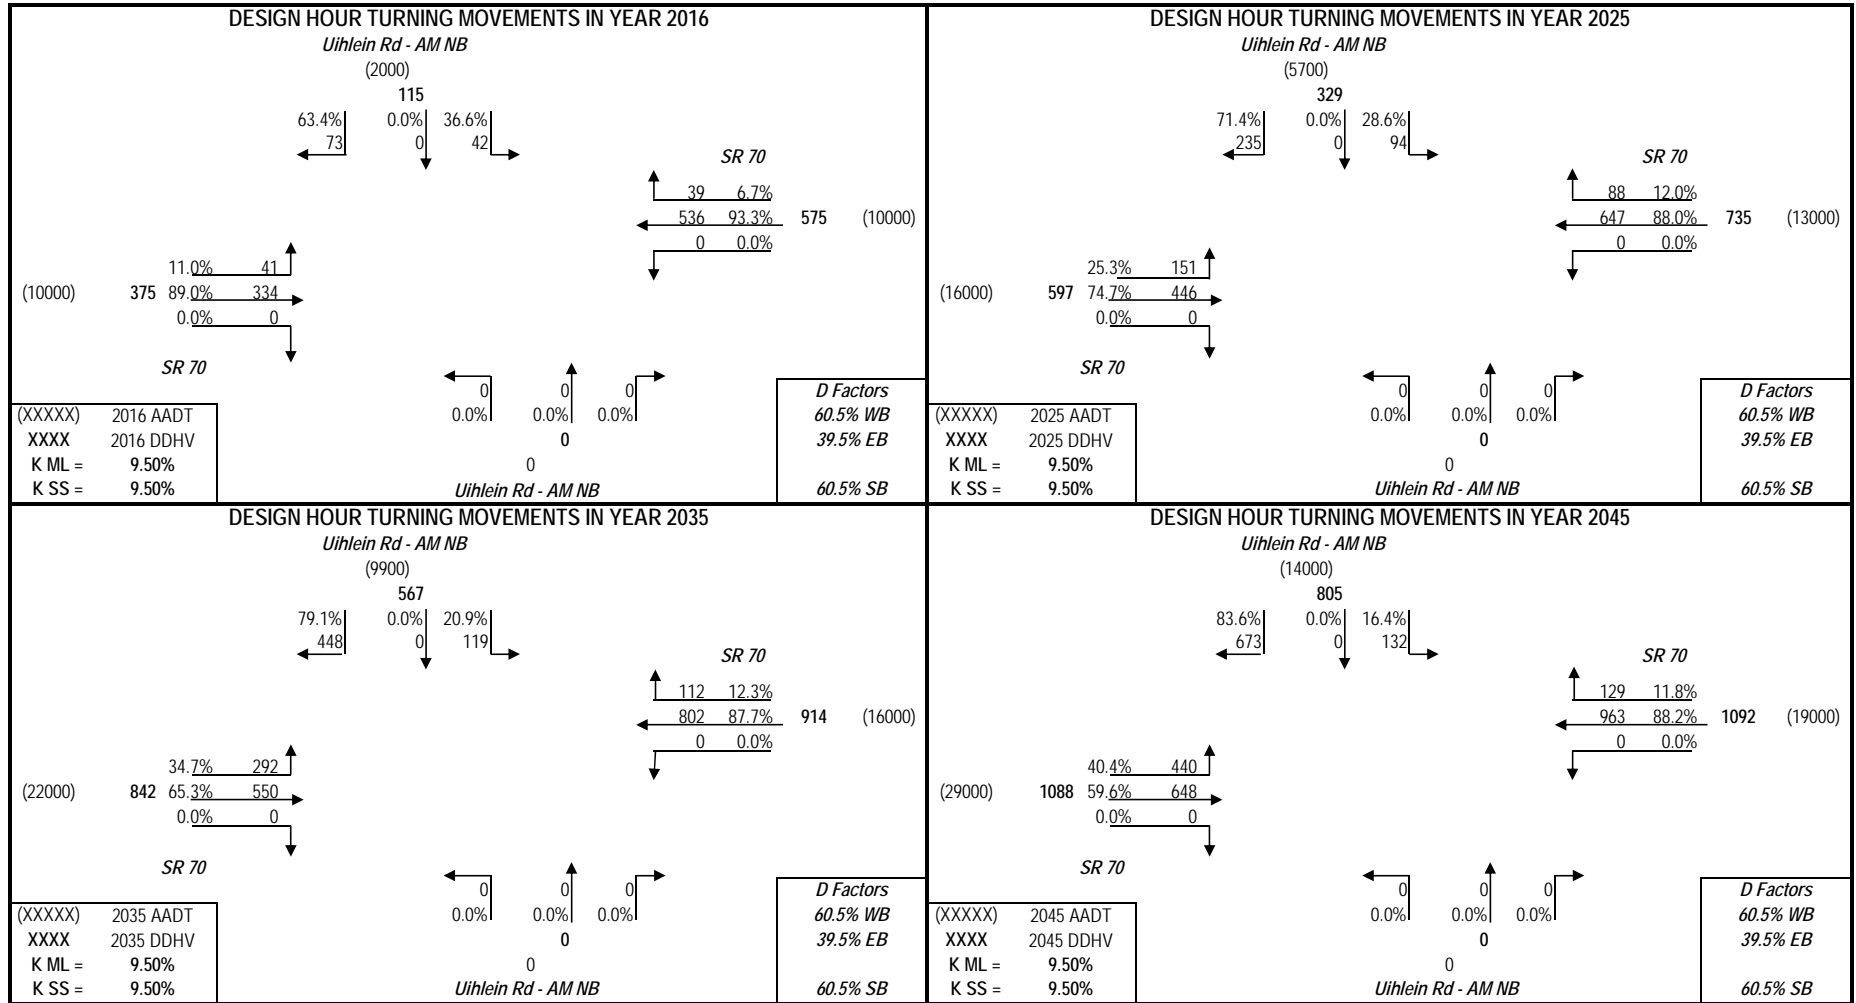 DESIGN HOUR TURNING MOVEMENTS IN YEAR 2016
Uihlein Rd - AM NB
(2000)
115
63.4% 0.0% 36.6%
73 0 42
SR 70
39 6.7%
536 93.3% 575 (10000)
0 0.0%
11.0% 41
(10000) 375 89.0% 334
0.0% 0
SR 70
0 0 0
0.0% 0.0% 0.0%
0
0
Uihlein Rd - AM NB
(XXXXX) 2016 AADT
XXXX 2016 DDHV
K ML = 9.50%
K SS = 9.50%
D Factors
60.5% WB
39.5% EB
60.5% SB
DESIGN HOUR TURNING MOVEMENTS IN YEAR 2025
Uihlein Rd - AM NB
(5700)
329
71.4% 0.0% 28.6%
235 0 94
SR 70
88 12.0%
647 88.0% 735 (13000)
0 0.0%
25.3% 151
(16000) 597 74.7% 446
0.0% 0
SR 70
0 0 0
0.0% 0.0% 0.0%
0
0
Uihlein Rd - AM NB
(XXXXX) 2025 AADT
XXXX 2025 DDHV
K ML = 9.50%
K SS = 9.50%
D Factors
60.5% WB
39.5% EB
60.5% SB
DESIGN HOUR TURNING MOVEMENTS IN YEAR 2035
Uihlein Rd - AM NB
(9900)
567
79.1% 0.0% 20.9%
448 0 119
SR 70
112 12.3%
802 87.7% 914 (16000)
0 0.0%
34.7% 292
(22000) 842 65.3% 550
0.0% 0
SR 70
0 0 0
0.0% 0.0% 0.0%
0
0
Uihlein Rd - AM NB
(XXXXX) 2035 AADT
XXXX 2035 DDHV
K ML = 9.50%
K SS = 9.50%
D Factors
60.5% WB
39.5% EB
60.5% SB
DESIGN HOUR TURNING MOVEMENTS IN YEAR 2045
Uihlein Rd - AM NB
(14000)
805
83.6% 0.0% 16.4%
673 0 132
SR 70
129 11.8%
963 88.2% 1092 (19000)
0 0.0%
40.4% 440
(29000) 1088 59.6% 648
0.0% 0
SR 70
0 0 0
0.0% 0.0% 0.0%
0
0
Uihlein Rd - AM NB
(XXXXX) 2045 AADT
XXXX 2045 DDHV
K ML = 9.50%
K SS = 9.50%
D Factors
60.5% WB
39.5% EB
60.5% SB